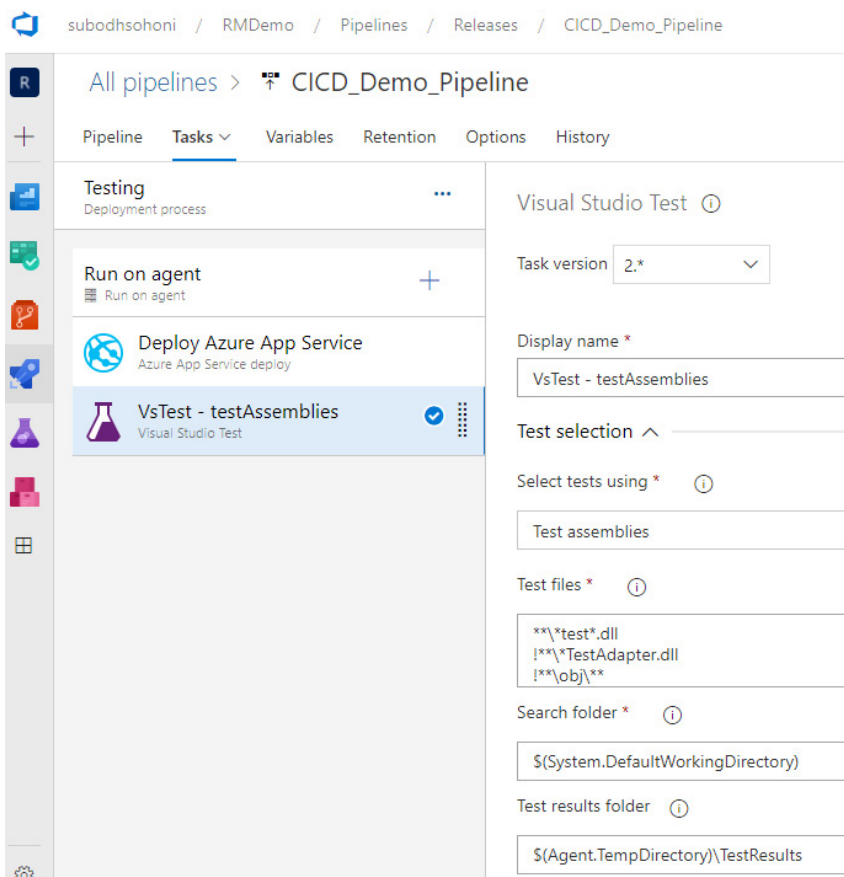 subodhsohoni / RMDemo / Pipelines / Releases / CICD_Demo_Pipeline
R
All pipelines > CICD_Demo_Pipeline
Pipeline Tasks Variables Retention Options History
Testing
Deployment process
...
Run on agent
Run on agent
Deploy Azure App Service
Azure App Service deploy
VsTest - testAssemblies
Visual Studio Test
Visual Studio Test
Task version 2.*
Display name *
VsTest - testAssemblies
Test selection
Select tests using *
Test assemblies
Test files *
**\*test*.dll
!**\*TestAdapter.dll
!**\obj\**
Search folder *
$(System.DefaultWorkingDirectory)
Test results folder
$(Agent.TempDirectory)\TestResults